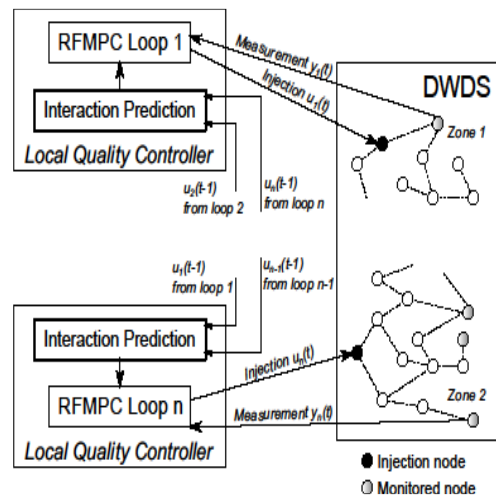 RFMPC Loop 1
Interaction Prediction
Local Quality Controller
Measurement y1(t)
Injection u1(t)
DWDS
Zone 1
u2(t-1)
from loop 2
un(t-1)
from loop n
u1(t-1)
from loop 1
un-1(t-1)
from loop n-1
Interaction Prediction
RFMPC Loop n
Local Quality Controller
Injection un(t)
Measurement yn(t)
Zone 2
Injection node
Monitored node